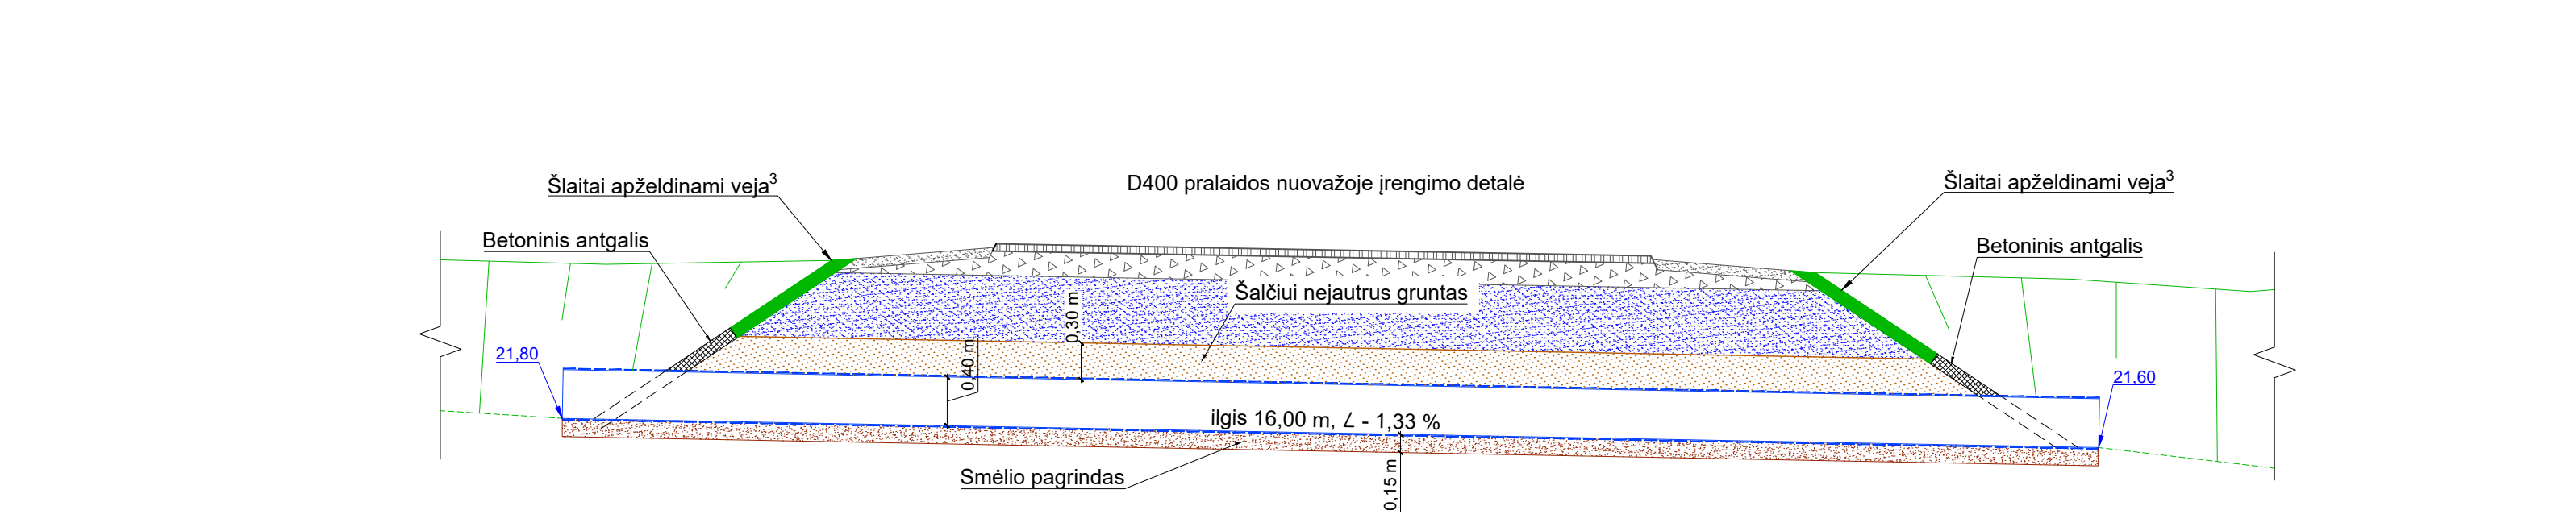 D400 pralaidos nuovažoje įrengimo detalė
Šlaitai apželdinami veja³
Šlaitai apželdinami veja³
Betoninis antgalis
Betoninis antgalis
Šalčiui nejautrus gruntas
0,30 m
21,80
0,40 m
21,60
ilgis 16,00 m, ∠ - 1,33 %
Smėlio pagrindas
0,15 m